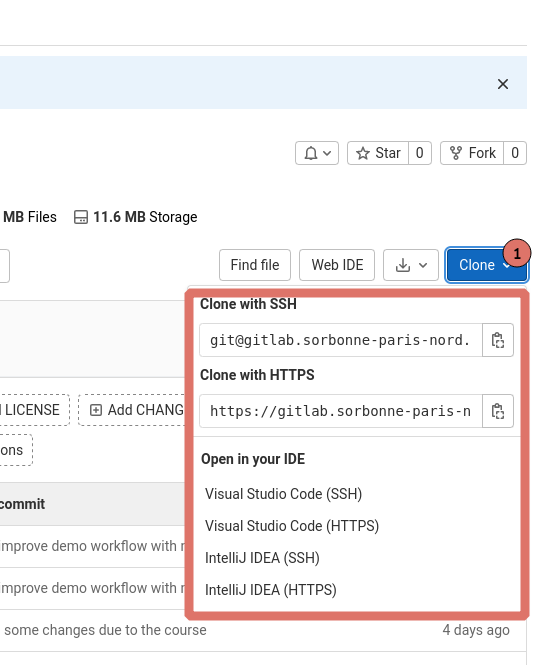 Star 0 Fork 0
MB Files 11.6 MB Storage
Find file Web IDE Clone 1
Clone with SSH
git@gitlab.sorbonne-paris-nord.
Clone with HTTPS
https://gitlab.sorbonne-paris-n
LICENSE Add CHANG
ons
Open in your IDE
Visual Studio Code (SSH)
commit
Visual Studio Code (HTTPS)
improve demo workflow with
IntelliJ IDEA (SSH)
improve demo workflow with
IntelliJ IDEA (HTTPS)
some changes due to the course 4 days ago